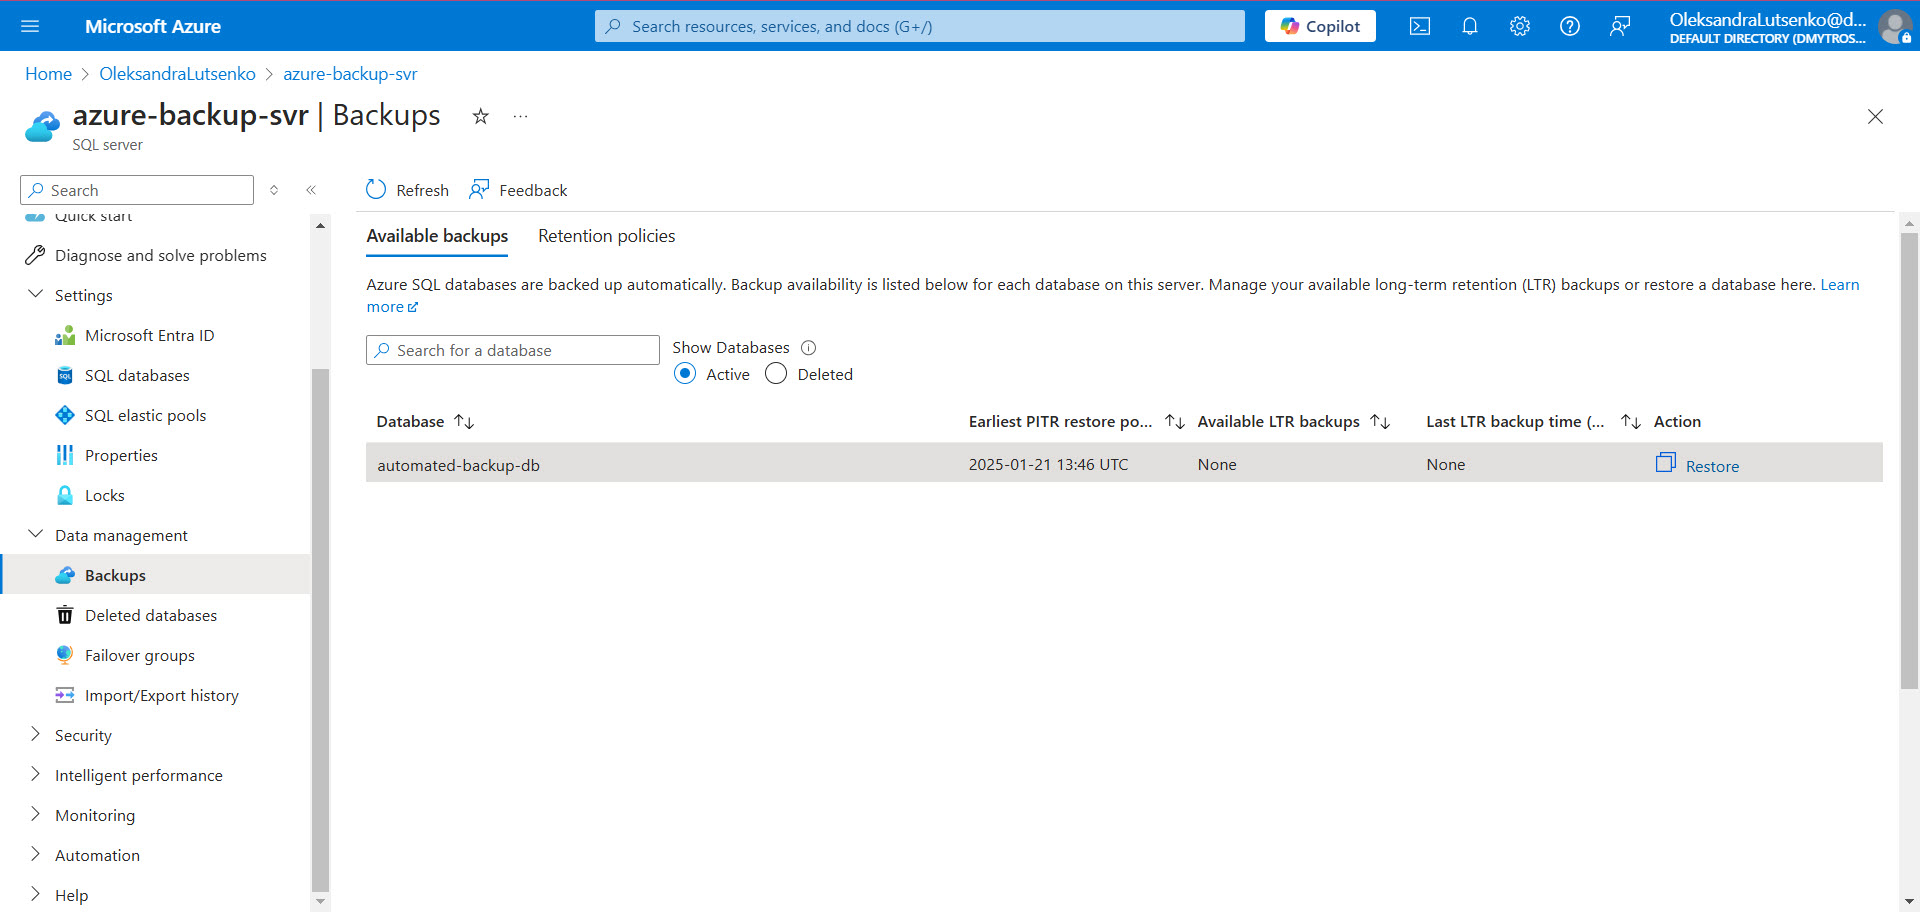 Microsoft Azure
Search resources, services, and docs (G+/)
Copilot
OleksandraLutsenko@d...
DEFAULT DIRECTORY (DMYTROS...
Home > OleksandraLutsenko > azure-backup-svr
azure-backup-svr | Backups
SQL server
Search
Quick start
Diagnose and solve problems
Settings
Microsoft Entra ID
SQL databases
SQL elastic pools
Properties
Locks
Data management
Backups
Deleted databases
Failover groups
Import/Export history
Security
Intelligent performance
Monitoring
Automation
Help
Refresh
Feedback
Available backups
Retention policies
Azure SQL databases are backed up automatically. Backup availability is listed below for each database on this server. Manage your available long-term retention (LTR) backups or restore a database here. Learn
more
Search for a database
Show Databases
Active
Deleted
Database
Earliest PITR restore po...
Available LTR backups
Last LTR backup time (...
Action
automated-backup-db
2025-01-21 13:46 UTC
None
None
Restore